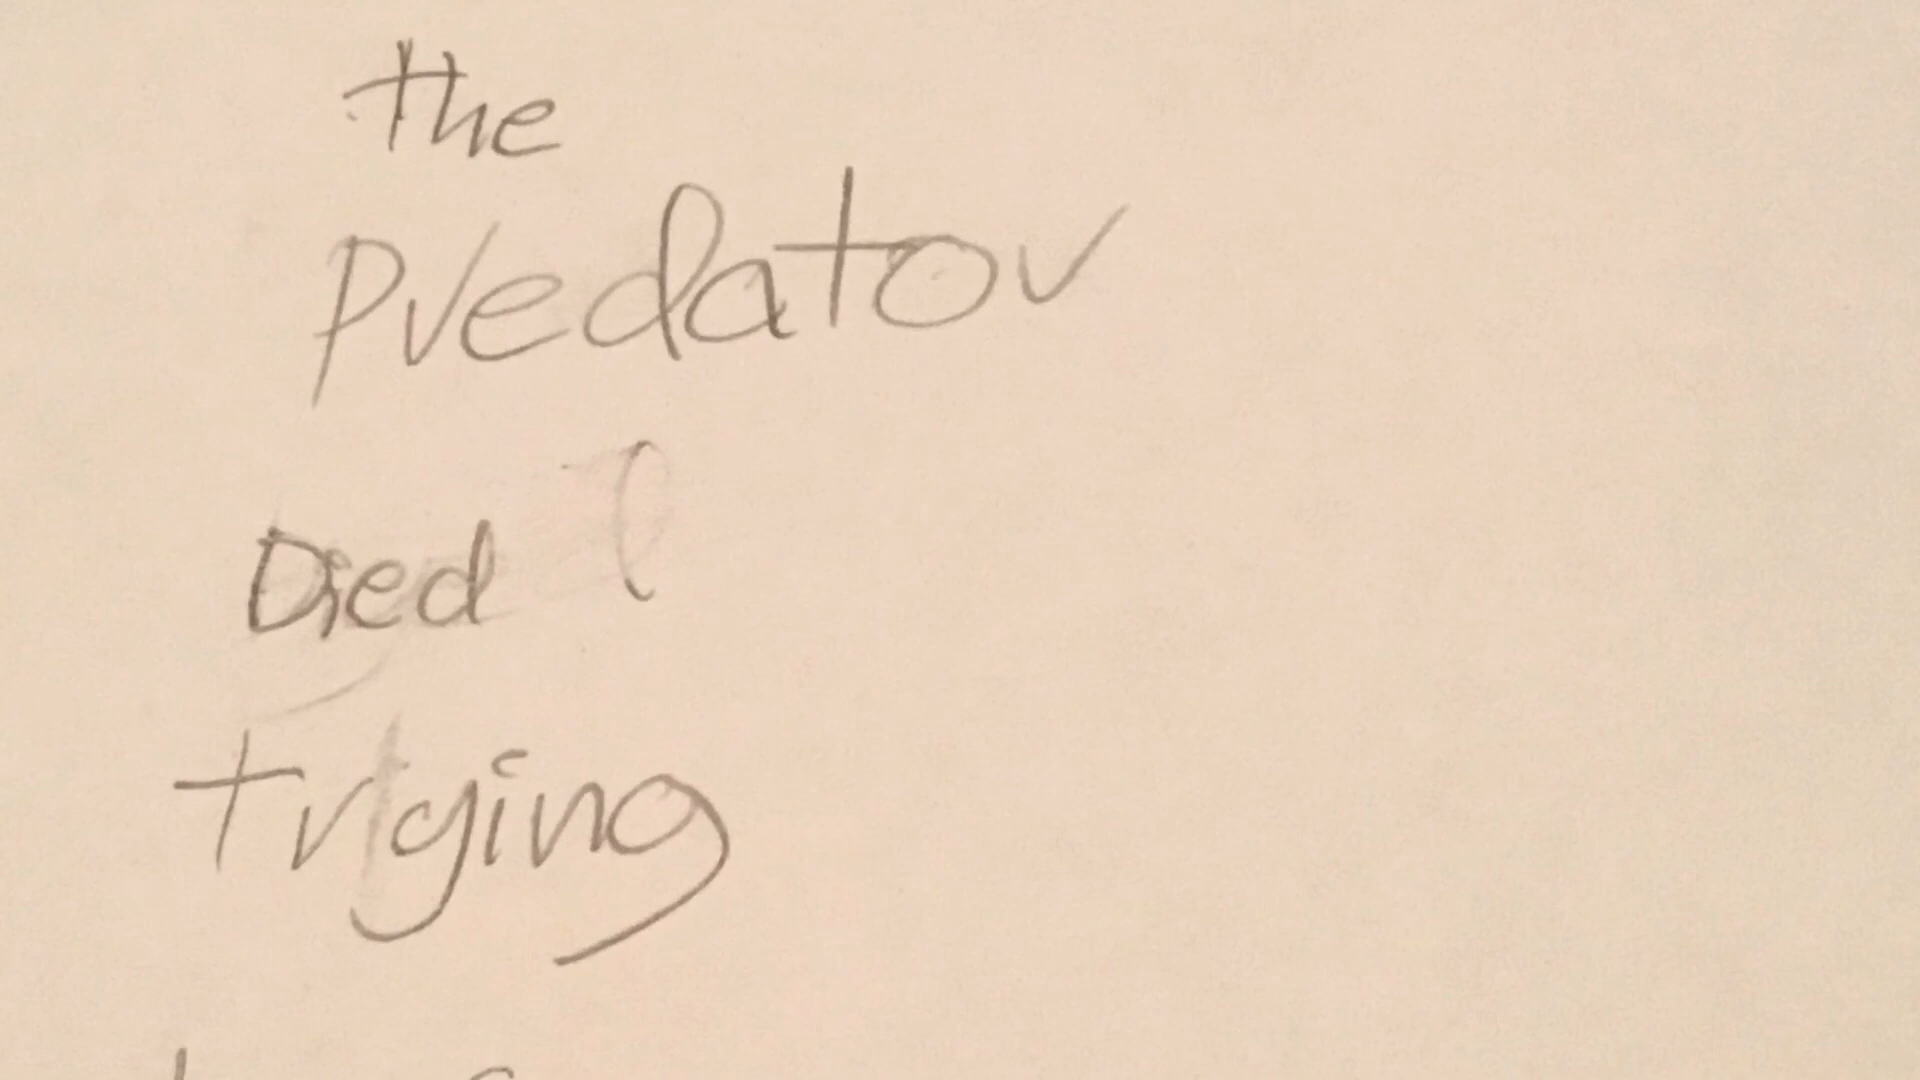 the
predator
Died
trying